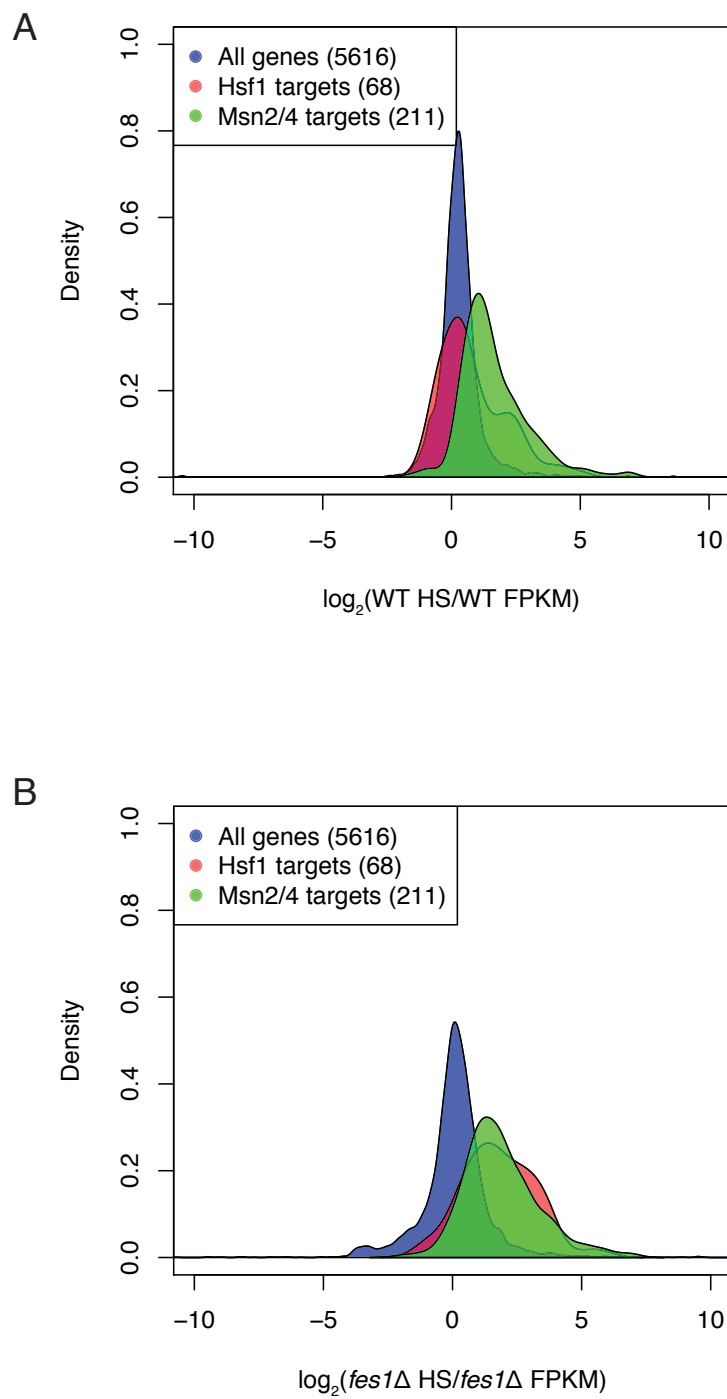 A
All genes (5616)
Hsf1 targets (68)
Msn2/4 targets (211)
Density
0.0 0.2 0.4 0.6 0.8 1.0
−10 −5 0 5 10
log2(WT HS/WT FPKM)
B
All genes (5616)
Hsf1 targets (68)
Msn2/4 targets (211)
Density
0.0 0.2 0.4 0.6 0.8 1.0
−10 −5 0 5 10
log2(fes1Δ HS/fes1Δ FPKM)